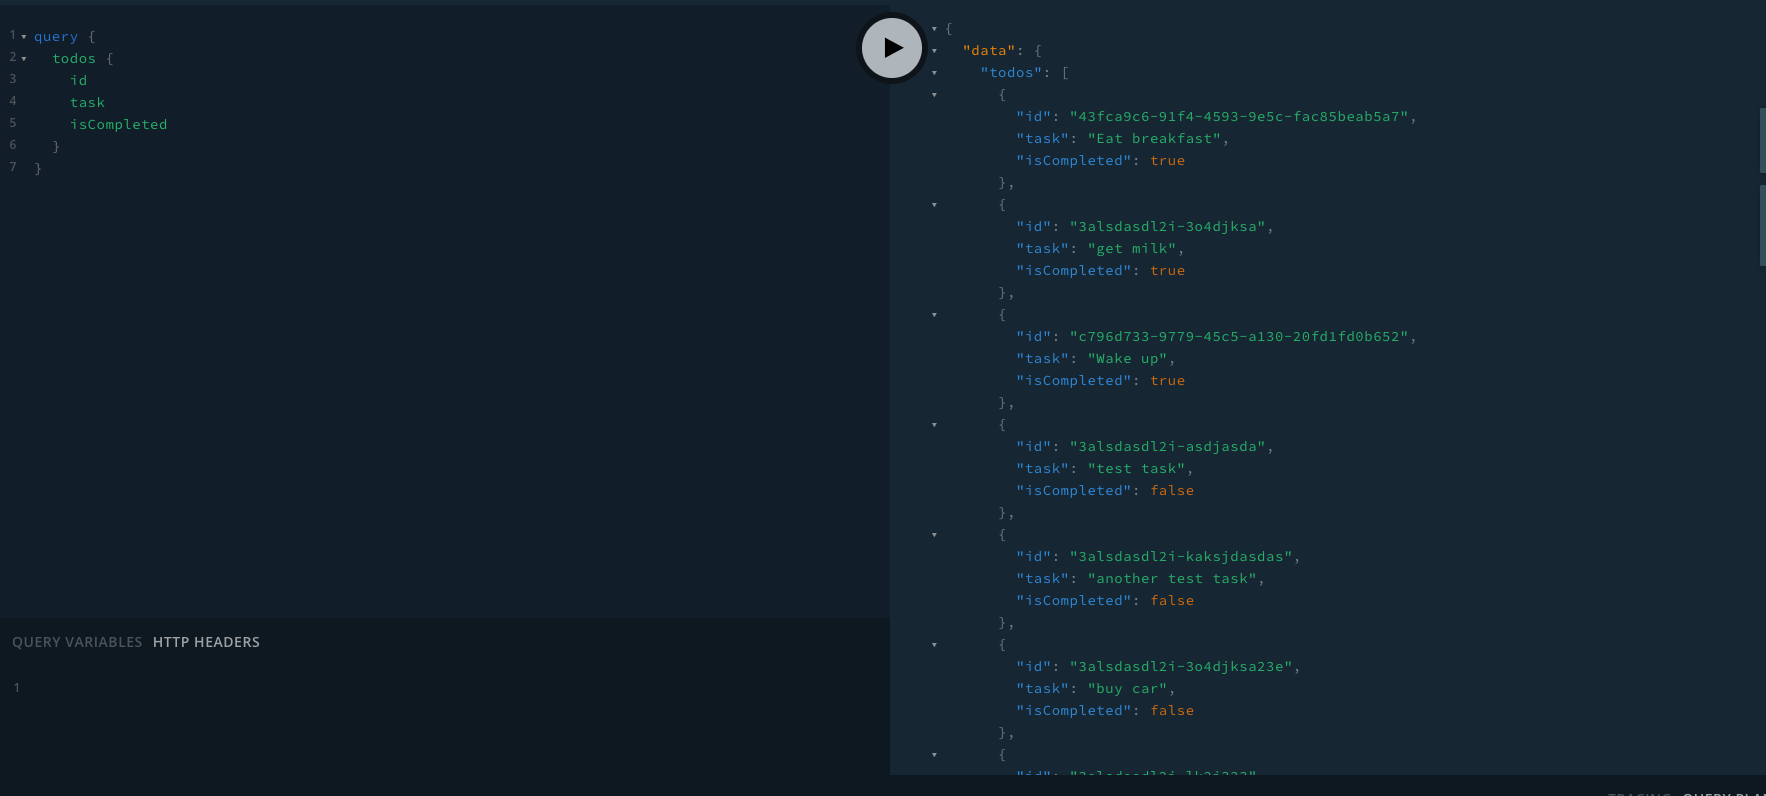 1 query {
2 todos {
3 id
4 task
5 isCompleted
6 }
7 }
QUERY VARIABLES HTTP HEADERS
1
{
"data": {
"todos": [
{
"id": "43fca9c6-91f4-4593-9e5c-fac85beab5a7",
"task": "Eat breakfast",
"isCompleted": true
},
{
"id": "3alsdasdl2i-3o4djksa",
"task": "get milk",
"isCompleted": true
},
{
"id": "c796d733-9779-45c5-a130-20fd1fd0b652",
"task": "Wake up",
"isCompleted": true
},
{
"id": "3alsdasdl2i-asdjasda",
"task": "test task",
"isCompleted": false
},
{
"id": "3alsdasdl2i-kaksjdasdas",
"task": "another test task",
"isCompleted": false
},
{
"id": "3alsdasdl2i-3o4djksa23e",
"task": "buy car",
"isCompleted": false
},
{
"id":
TRACING QUERY PLAN